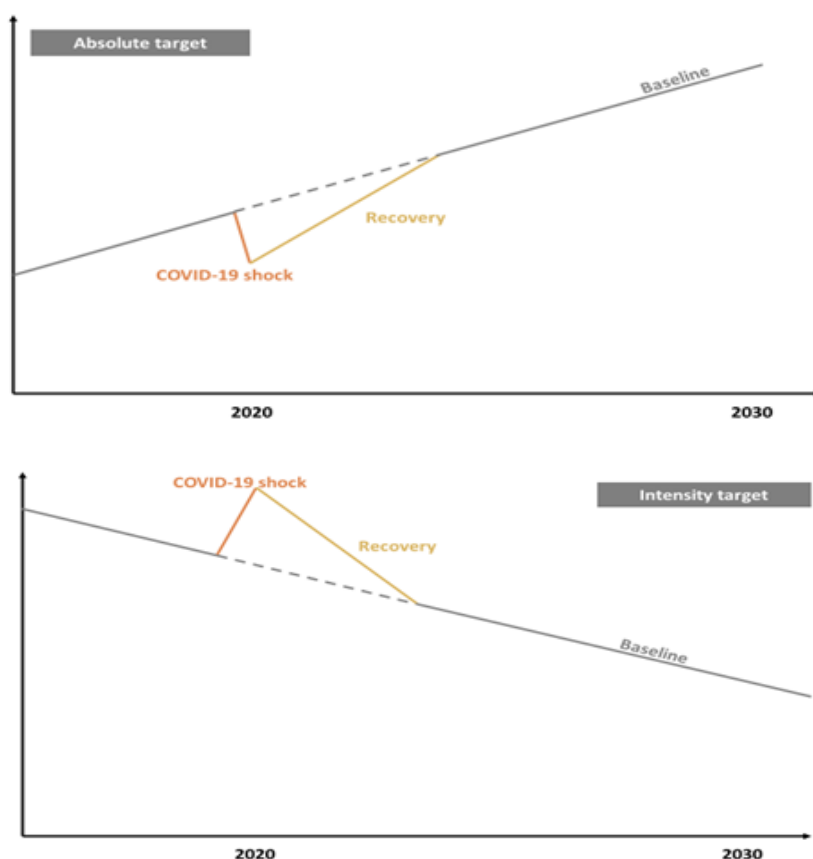 Absolute target
Baseline
Recovery
COVID-19 shock
2020
2030
COVID-19 shock
Intensity target
Recovery
Baseline
2020
2030